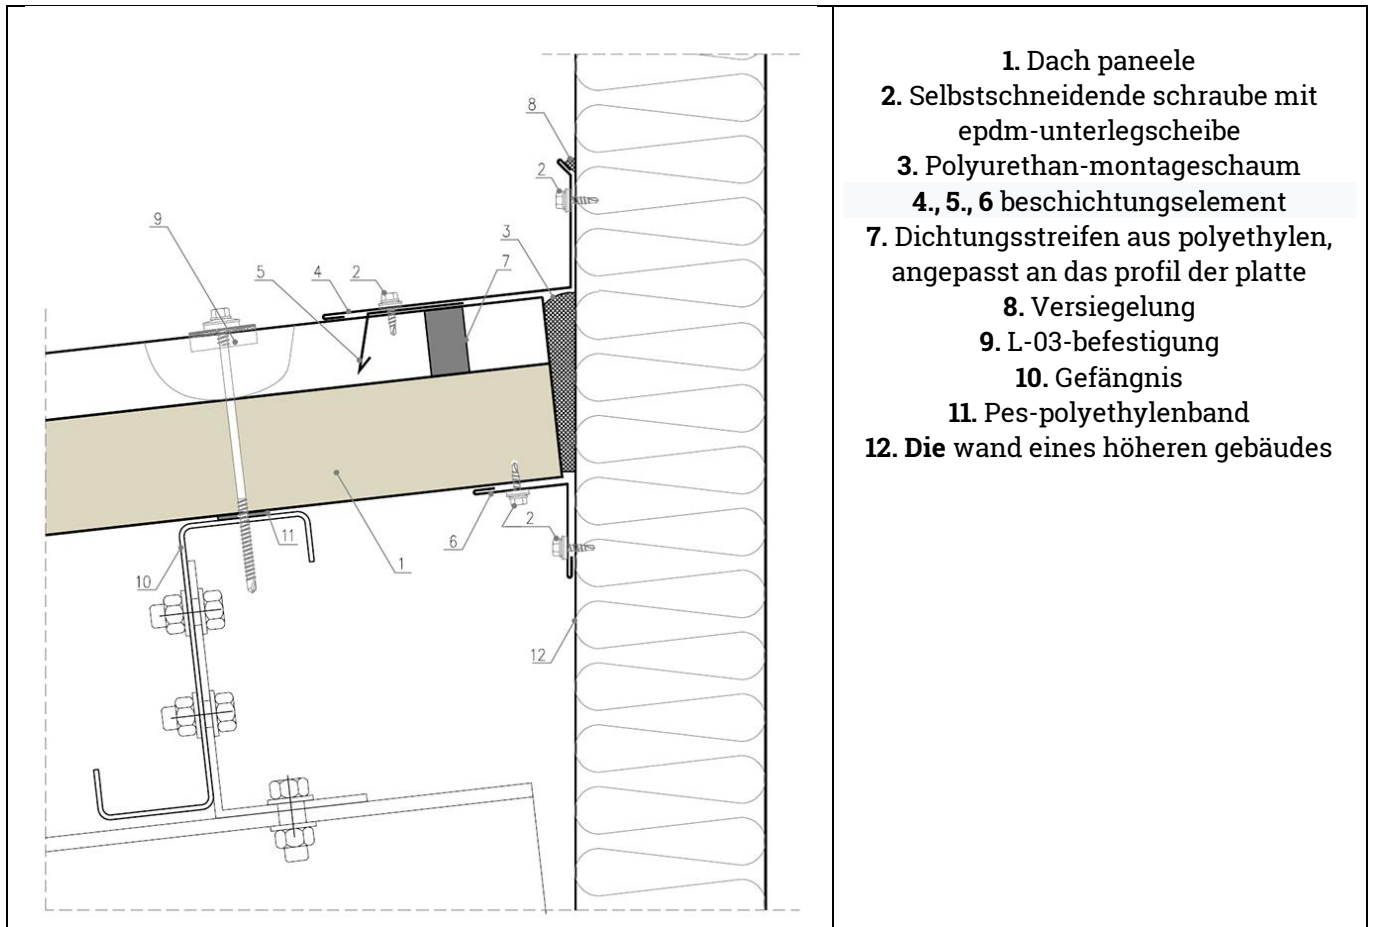 8
2
9
3
5
4
2
7
6
2
11
10
1
12
1. Dach paneele
2. Selbstschneidende schraube mit
epdm-unterlegscheibe
3. Polyurethan-montageschaum
4., 5., 6 beschichtungselement
7. Dichtungsstreifen aus polyethylen,
angepasst an das profil der platte
8. Versiegelung
9. L-03-befestigung
10. Gefängnis
11. Pes-polyethylenband
12. Die wand eines höheren gebäudes